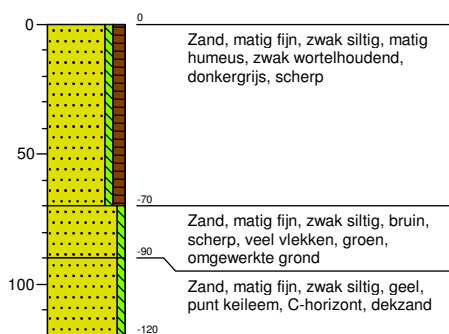 0
0
Zand, matig fijn, zwak siltig, matig
humeus, zwak wortelhoudend,
donkergrijs, scherp
50
-70
Zand, matig fijn, zwak siltig, bruin,
scherp, veel vlekken, groen,
omgewerkte grond
-90
100
Zand, matig fijn, zwak siltig, geel,
punt keileem, C-horizont, dekzand
-120